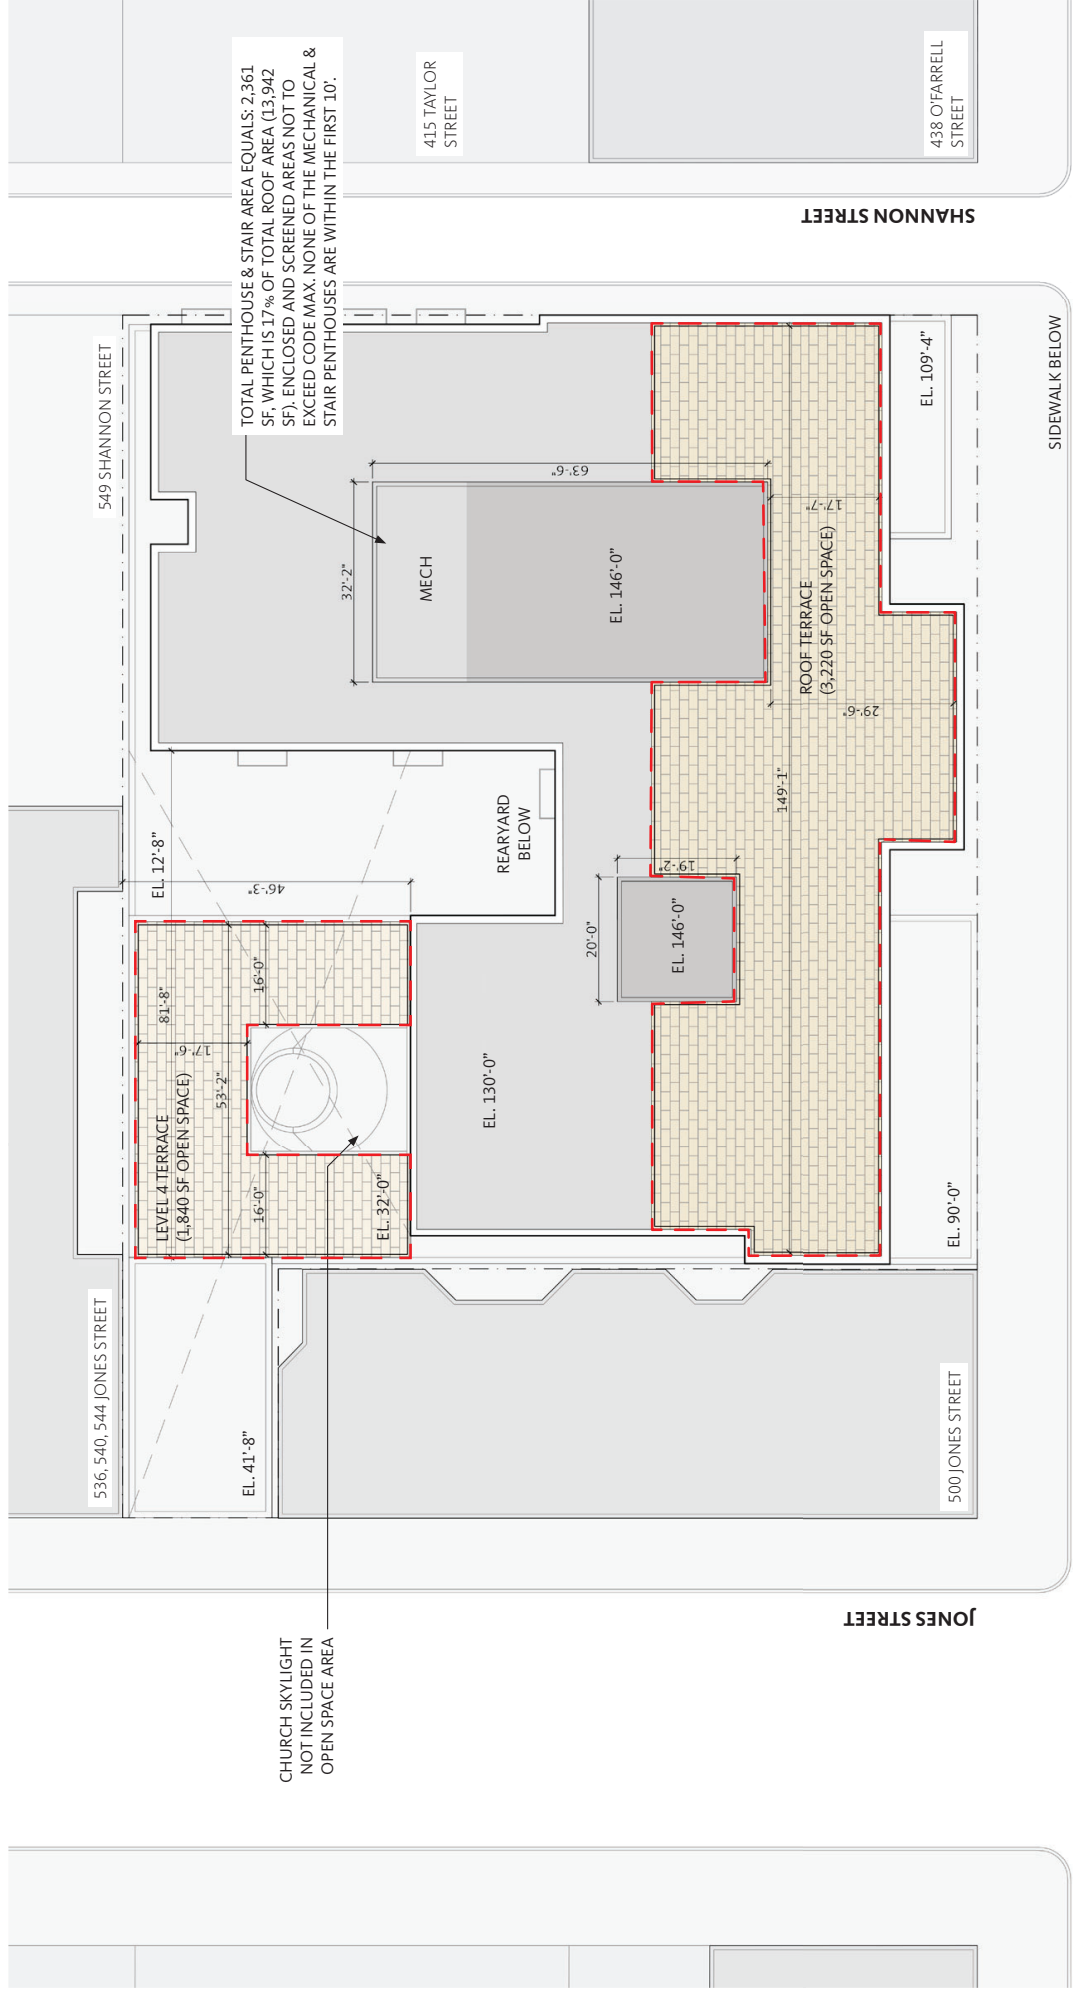 CHURCH SKYLIGHT
NOT INCLUDED IN
OPEN SPACE AREA
JONES STREET
536, 540, 544 JONES STREET
EL. 41'-8"
500 JONES STREET
LEVEL 4 TERRACE
(1,840 SF OPEN SPACE)
81'-8"
17'-6"
53'-2"
16'-0"
16'-0"
EL. 32'-0"
46'-3"
EL. 12'-8"
REARYARD
BELOW
EL. 130'-0"
20'-0"
19'-2"
EL. 146'-0"
EL. 90'-0"
549 SHANNON STREET
32'-2"
63'-6"
MECH
EL. 146'-0"
149'-1"
ROOF TERRACE
(3,220 SF OPEN SPACE)
17'-7"
29'-6"
EL. 109'-4"
SIDEWALK BELOW
TOTAL PENTHOUSE & STAIR AREA EQUALS: 2,361
SF, WHICH IS 17% OF TOTAL ROOF AREA (13,942
SF). ENCLOSED AND SCREENED AREAS NOT TO
EXCEED CODE MAX. NONE OF THE MECHANICAL &
STAIR PENTHOUSES ARE WITHIN THE FIRST 10'.
SHANNON STREET
415 TAYLOR
STREET
438 O'FARRELL
STREET